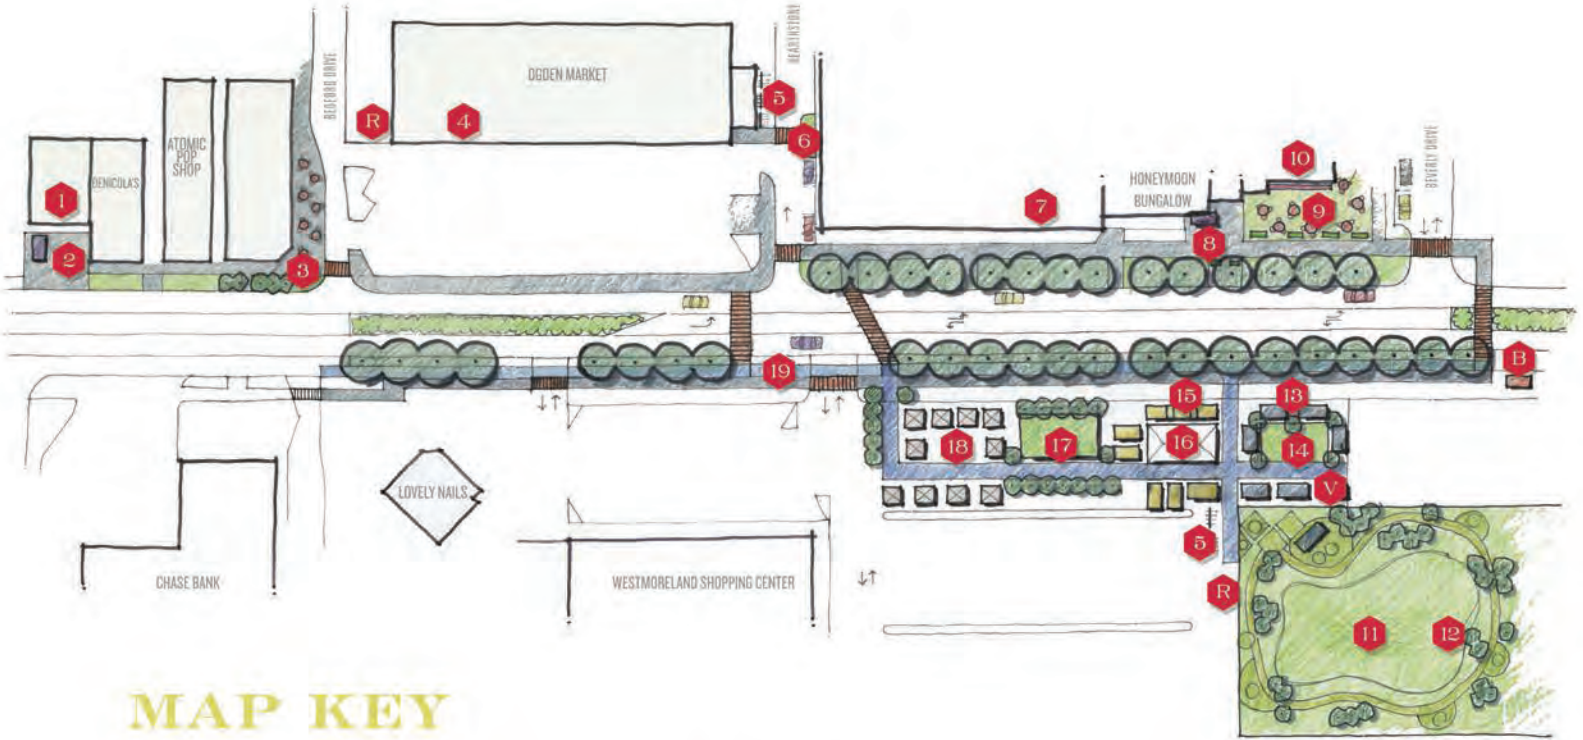 BEDFORD DRIVE
HEARTHSTONE
OGDEN MARKET
R
4
5
6
ATOMIC
POP
SHOP
DENICOLA'S
1
2
3
7
HONEYMOON
BUNGALOW
8
10
9
BEVERLY DRIVE
19
B
15
13
18
17
16
14
LOVELY NAILS
V
5
CHASE BANK
WESTMORELAND SHOPPING CENTER
R
11
12
MAP KEY